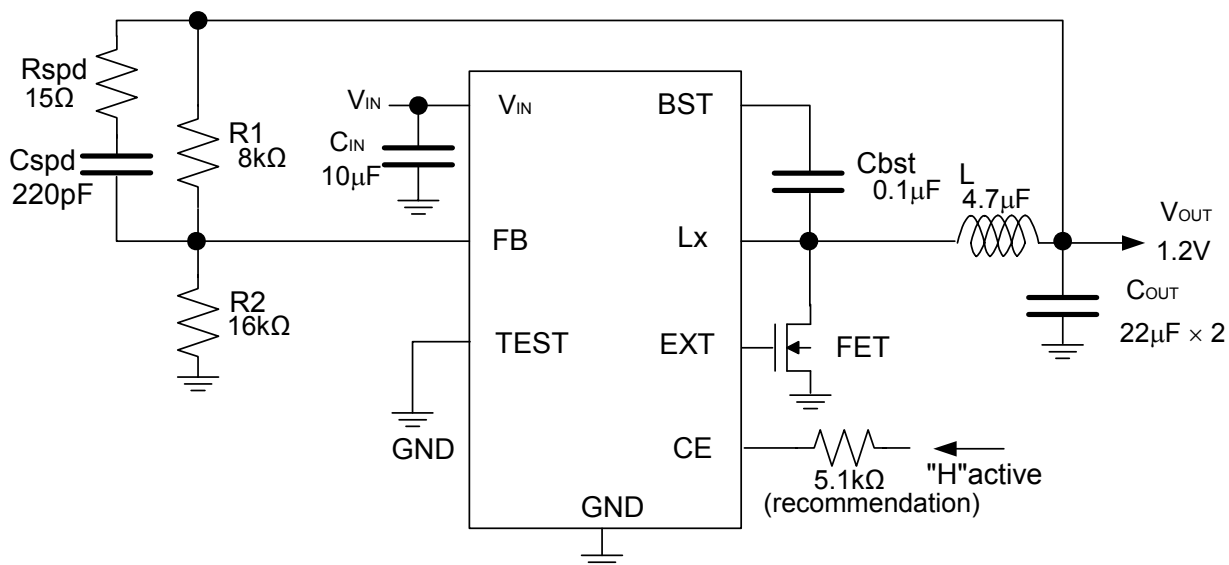 Rspd
15Ω
Cspd
220pF
R1
8kΩ
R2
16kΩ
VIN
CIN
10µF
VIN
FB
TEST
GND
GND
BST
Lx
EXT
CE
Cbst
0.1µF
L
4.7µF
FET
VOUT
1.2V
COUT
22µF × 2
5.1kΩ
(recommendation)
"H"active